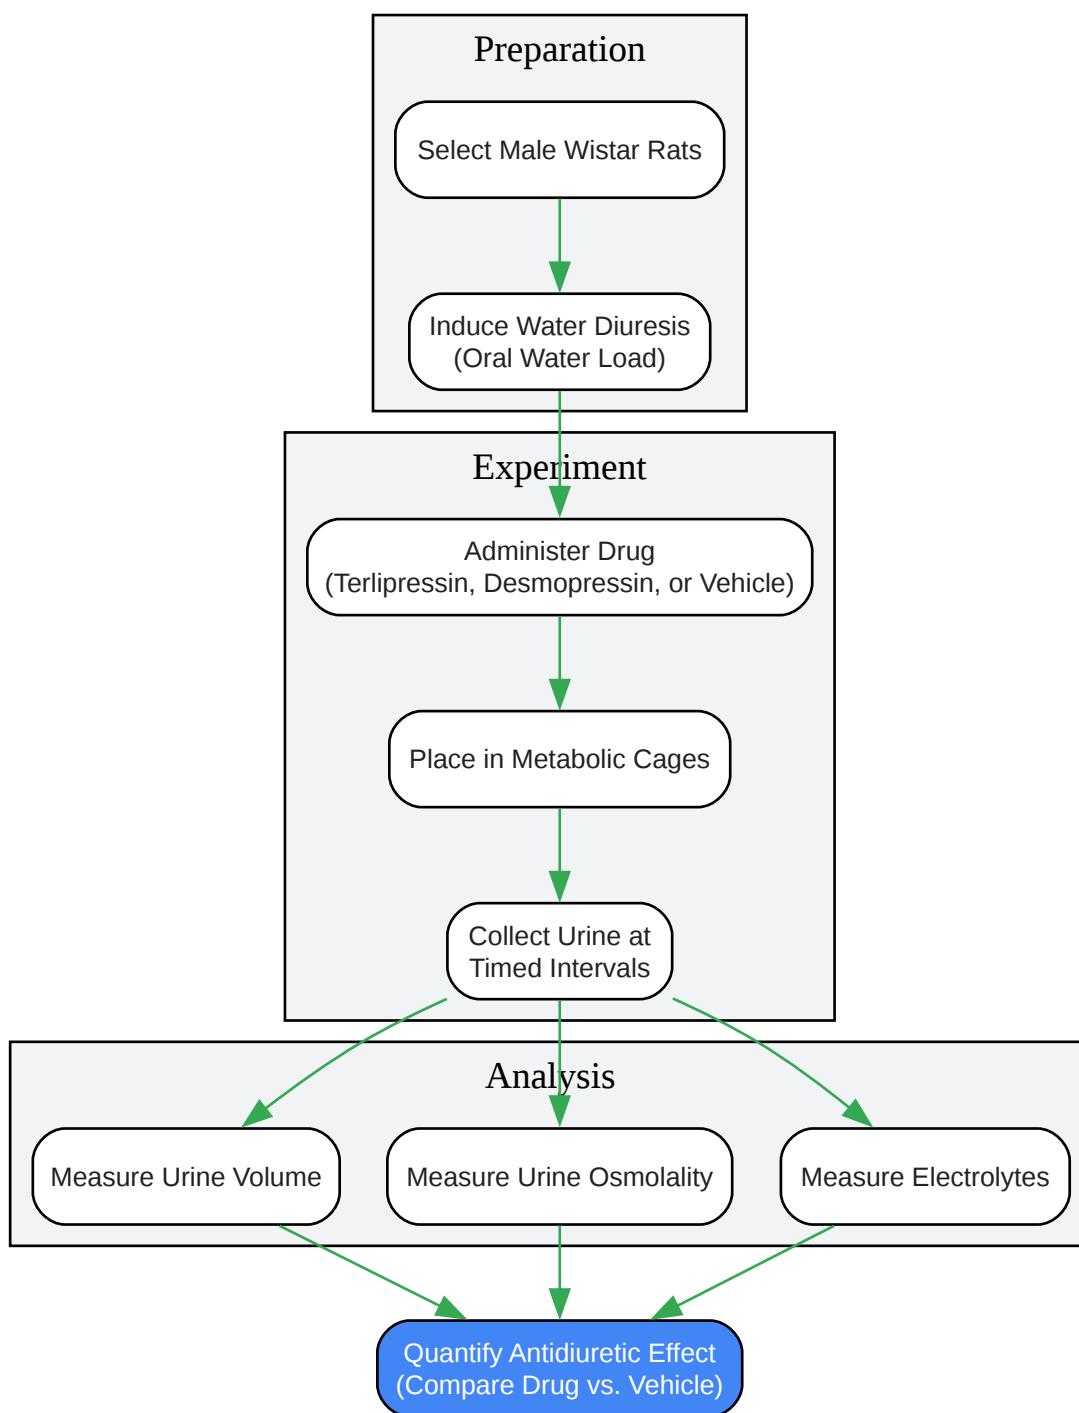 Preparation
Select Male Wistar Rats
Induce Water Diuresis
(Oral Water Load)
Experiment
Administer Drug
(Terlipressin, Desmopressin, or Vehicle)
Place in Metabolic Cages
Collect Urine at
Timed Intervals
Analysis
Measure Urine Volume
Measure Urine Osmolality
Measure Electrolytes
Quantify Antidiuretic Effect
(Compare Drug vs. Vehicle)